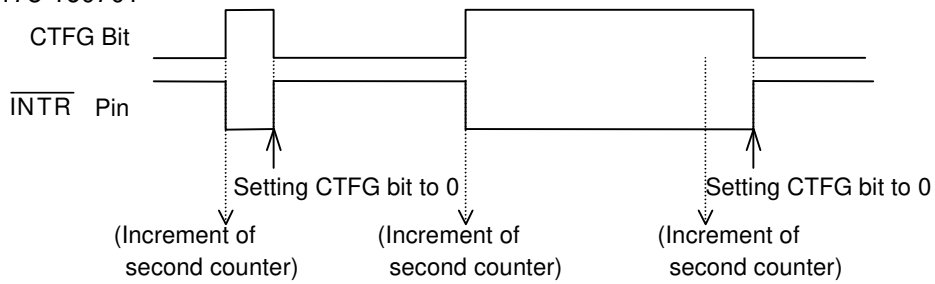 CTFG Bit
INTR Pin
Setting CTFG bit to 0
Setting CTFG bit to 0
(Increment of
second counter)
(Increment of
second counter)
(Increment of
second counter)